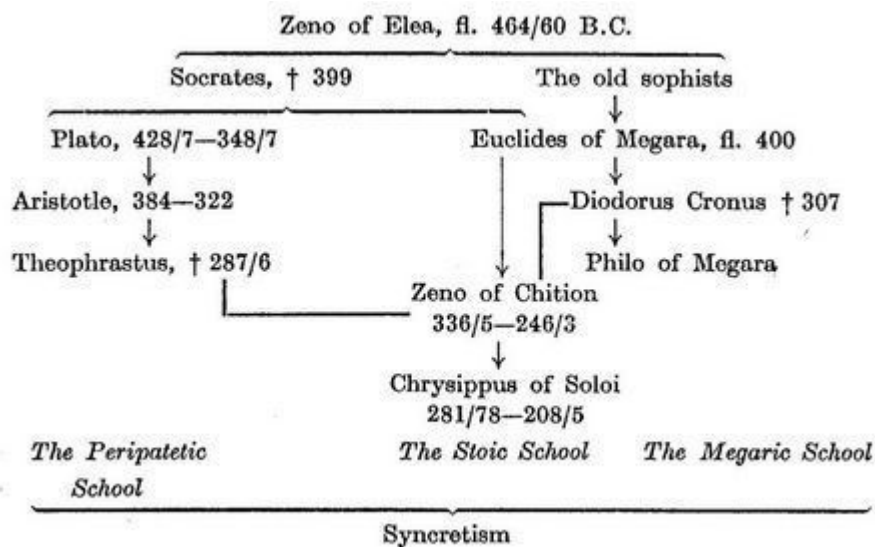 Zeno of Elea, fl. 464/60 B.C.
Socrates, † 399
The old sophists
Plato, 428/7—348/7
Euclides of Megara, fl. 400
Aristotle, 384—322
Diodorus Cronus † 307
Theophrastus, † 287/6
Philo of Megara
Zeno of Chition
336/5—246/3
Chrysippus of Soloi
281/78—208/5
The Peripatetic
School
The Stoic School
The Megaric School
Syncretism